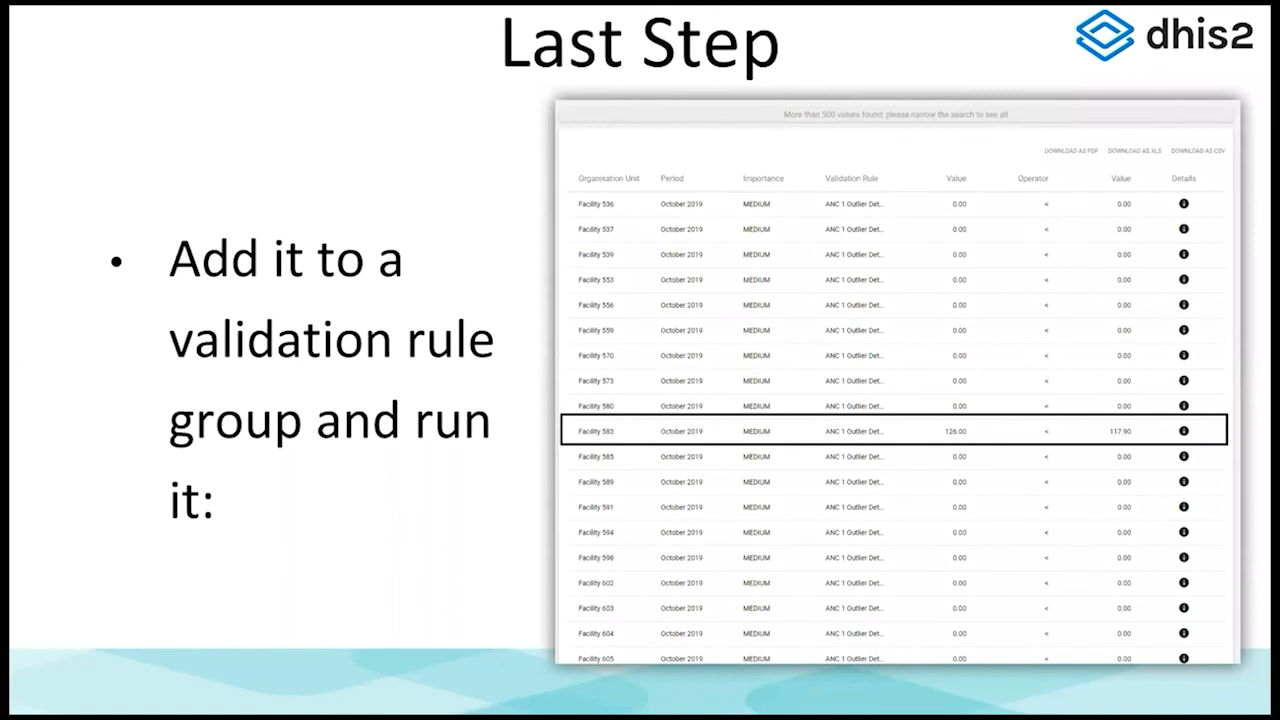 Last Step
dhis2
• Add it to a
validation rule
group and run
it:
More than 500 values found, please narrow the search to see all
DOWNLOAD AS PDF DOWNLOAD AS XLS DOWNLOAD AS CSV
Organisation Unit Period Importance Validation Rule Value Operator Value Details
Facility 536 October 2019 MEDIUM ANC 1 Outlier Det... 0.00 < 0.00
Facility 537 October 2019 MEDIUM ANC 1 Outlier Det... 0.00 < 0.00
Facility 539 October 2019 MEDIUM ANC 1 Outlier Det... 0.00 < 0.00
Facility 553 October 2019 MEDIUM ANC 1 Outlier Det... 0.00 < 0.00
Facility 556 October 2019 MEDIUM ANC 1 Outlier Det... 0.00 < 0.00
Facility 559 October 2019 MEDIUM ANC 1 Outlier Det... 0.00 < 0.00
Facility 570 October 2019 MEDIUM ANC 1 Outlier Det... 0.00 < 0.00
Facility 573 October 2019 MEDIUM ANC 1 Outlier Det... 0.00 < 0.00
Facility 580 October 2019 MEDIUM ANC 1 Outlier Det... 0.00 < 0.00
Facility 583 October 2019 MEDIUM ANC 1 Outlier Det... 126.00 < 117.90
Facility 585 October 2019 MEDIUM ANC 1 Outlier Det... 0.00 < 0.00
Facility 589 October 2019 MEDIUM ANC 1 Outlier Det... 0.00 < 0.00
Facility 591 October 2019 MEDIUM ANC 1 Outlier Det... 0.00 < 0.00
Facility 594 October 2019 MEDIUM ANC 1 Outlier Det... 0.00 < 0.00
Facility 598 October 2019 MEDIUM ANC 1 Outlier Det... 0.00 < 0.00
Facility 602 October 2019 MEDIUM ANC 1 Outlier Det... 0.00 < 0.00
Facility 603 October 2019 MEDIUM ANC 1 Outlier Det... 0.00 < 0.00
Facility 604 October 2019 MEDIUM ANC 1 Outlier Det... 0.00 < 0.00
Facility 605 October 2019 MEDIUM ANC 1 Outlier Det... 0.00 < 0.00